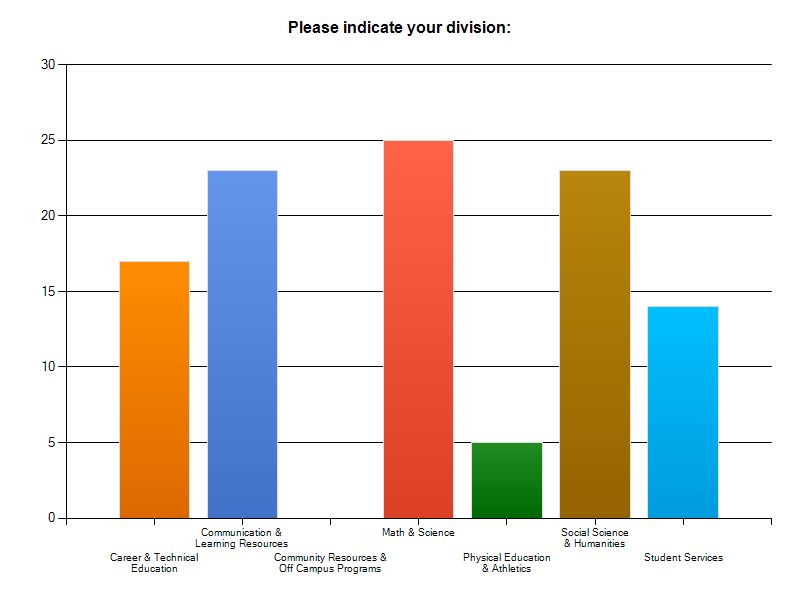 Please indicate your division:
30
25
20
15
10
5
0
Communication &
Learning Resources
Math & Science
Social Science
& Humanities
Career & Technical
Education
Community Resources &
Off Campus Programs
Physical Education
& Athletics
Student Services